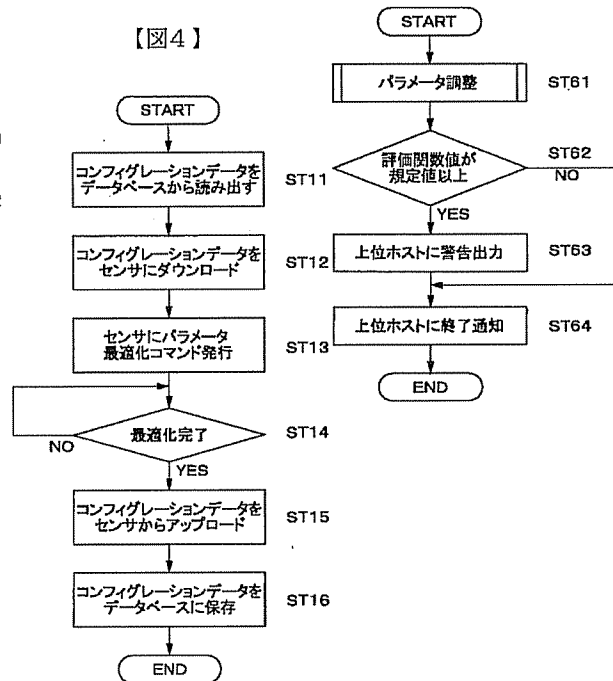 【図4】
START
コンフィグレーションデータを
データベースから読み出す
ST11
コンフィグレーションデータを
センサにダウンロード
ST12
センサにパラメータ
最適化コマンド発行
ST13
最適化完了
ST14
NO
YES
コンフィグレーションデータを
センサからアップロード
ST15
コンフィグレーションデータを
データベースに保存
ST16
END
START
パラメータ調整
ST61
評価関数値が
規定値以上
ST62
NO
YES
上位ホストに警告出力
ST63
上位ホストに終了通知
ST64
END